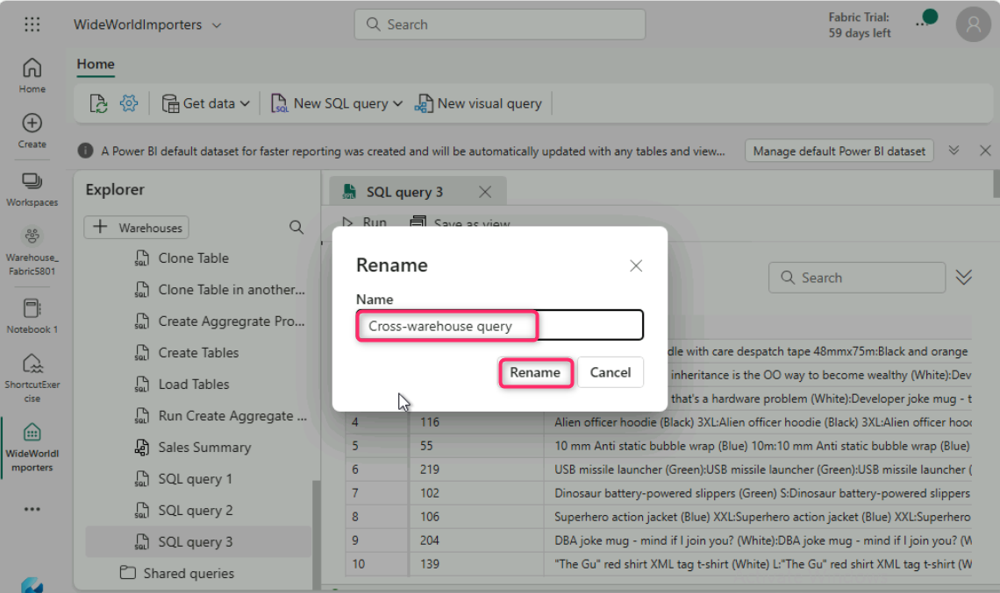 WideWorldImporters
Search
Fabric Trial:
59 days left
Home
Home
Get data
New SQL query
New visual query
Create
A Power BI default dataset for faster reporting was created and will be automatically updated with any tables and view...
Manage default Power BI dataset
Workspaces
Warehouse_
Fabric5801
Notebook 1
ShortcutExer
cise
WideWorldI
mporters
Explorer
Warehouses
Clone Table
Clone Table in another...
Create Aggregrate Pro...
Create Tables
Load Tables
Run Create Aggregate ...
Sales Summary
SQL query 1
SQL query 2
SQL query 3
Shared queries
SQL query 3
Run
Save as view
Search
Rename
Name
Cross-warehouse query
Rename
Cancel
dle with care despatch tape 48mmx75m:Black and orange
inheritance is the OO way to become wealthy (White):Dev
that's a hardware problem (White):Developer joke mug - t
4 116 Alien officer hoodie (Black) 3XL:Alien officer hoodie (Black) 3XL:Alien officer hood
5 55 10 mm Anti static bubble wrap (Blue) 10m:10 mm Anti static bubble wrap (Blue)
6 219 USB missile launcher (Green):USB missile launcher (Green):USB missile launcher (
7 102 Dinosaur battery-powered slippers (Green) S:Dinosaur battery-powered slippers
8 106 Superhero action jacket (Blue) XXL:Superhero action jacket (Blue) XXL:Superhero
9 204 DBA joke mug - mind if I join you? (White):DBA joke mug - mind if I join you? (W
10 139 "The Gu" red shirt XML tag t-shirt (White) L:"The Gu" red shirt XML tag t-shirt (W